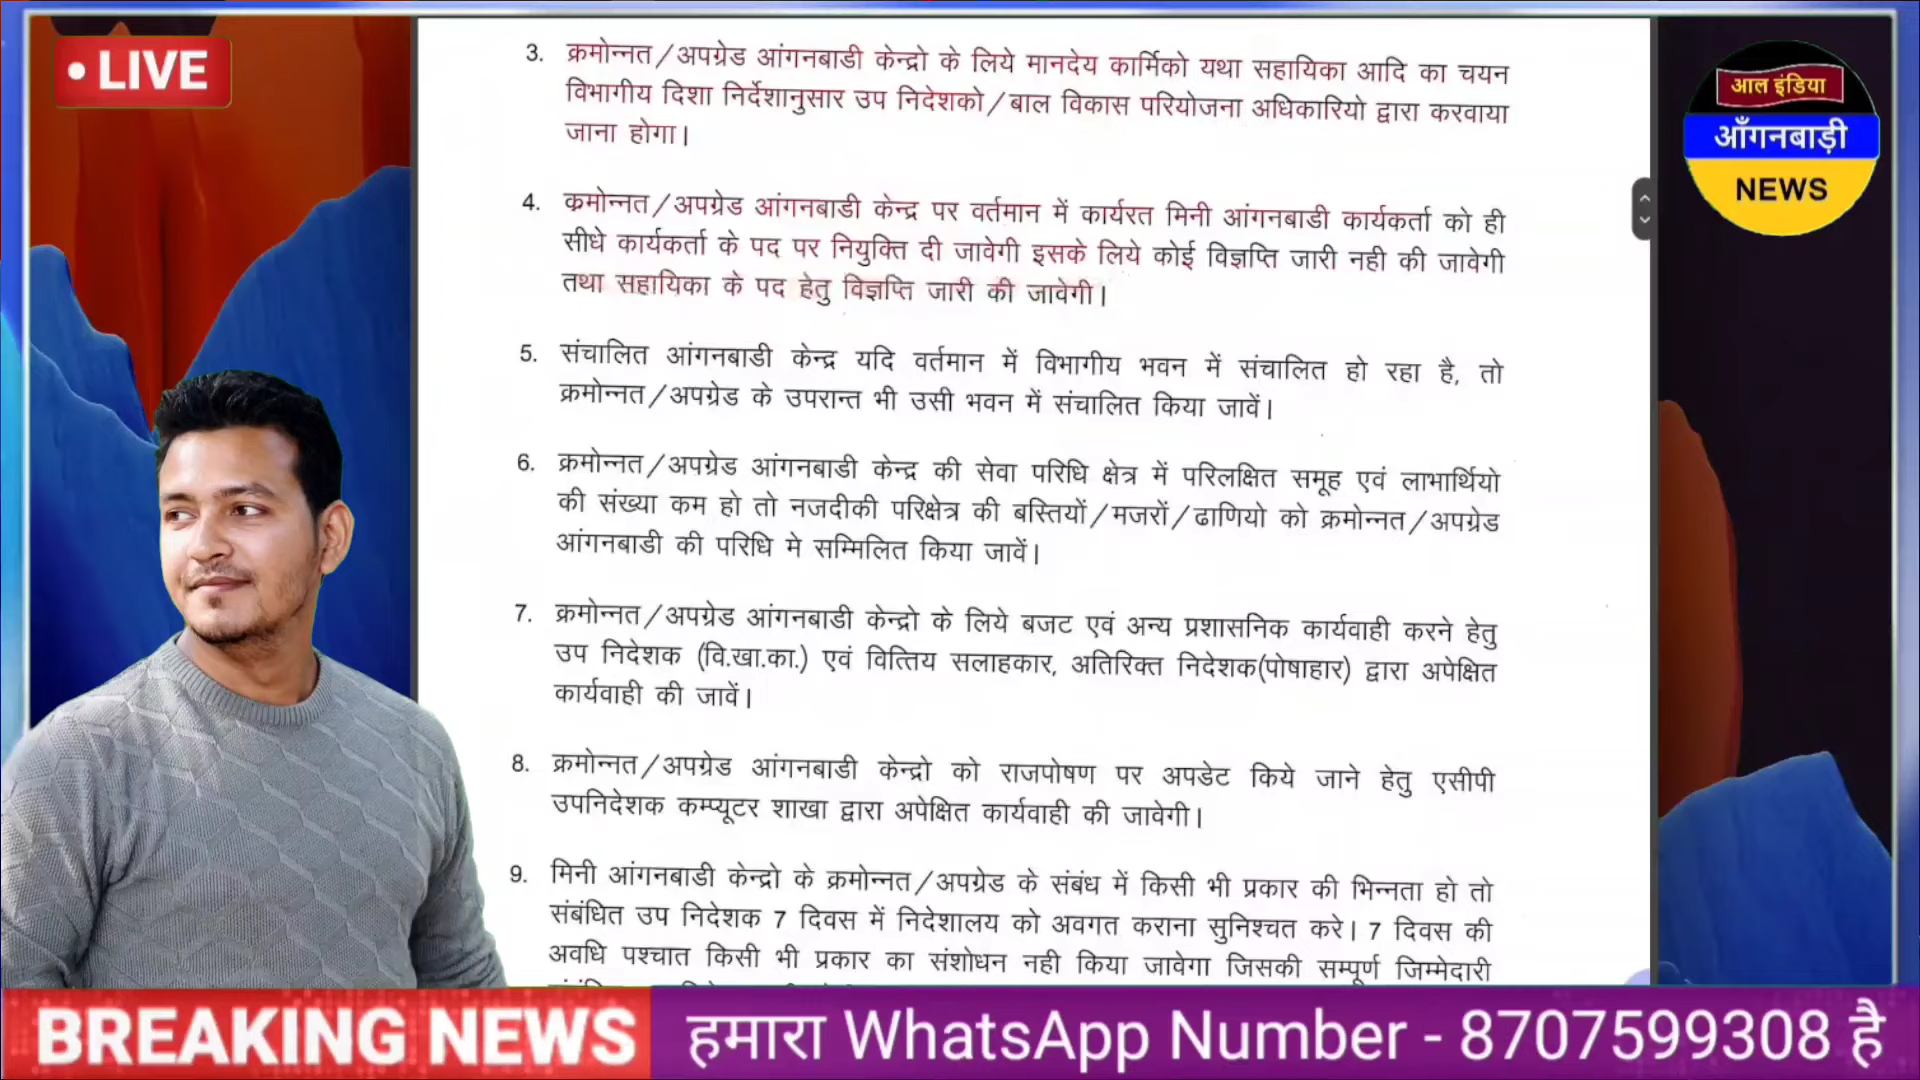 • LIVE
आल इंडिया
आँगनबाड़ी
NEWS
3. क्रमोन्नत/अपग्रेड आंगनबाडी केन्द्रो के लिये मानदेय कार्मिको यथा सहायिका आदि का चयन
विभागीय दिशा निर्देशानुसार उप निदेशको/बाल विकास परियोजना अधिकारियो द्वारा करवाया
जाना होगा।
4. क्रमोन्नत/अपग्रेड आंगनबाडी केन्द्र पर वर्तमान में कार्यरत मिनी आंगनबाडी कार्यकर्ता को ही
सीधे कार्यकर्ता के पद पर नियुक्ति दी जावेगी इसके लिये कोई विज्ञप्ति जारी नही की जावेगी
तथा सहायिका के पद हेतु विज्ञप्ति जारी की जावेगी।
5. संचालित आंगनबाडी केन्द्र यदि वर्तमान में विभागीय भवन में संचालित हो रहा है, तो
क्रमोन्नत/अपग्रेड के उपरान्त भी उसी भवन में संचालित किया जावें।
6. क्रमोन्नत/अपग्रेड आंगनबाडी केन्द्र की सेवा परिधि क्षेत्र में परिलक्षित समूह एवं लाभार्थियो
की संख्या कम हो तो नजदीकी परिक्षेत्र की बस्तियों/मजरों/ढाणियो को क्रमोन्नत/अपग्रेड
आंगनबाडी की परिधि मे सम्मिलित किया जावें।
7. क्रमोन्नत/अपग्रेड आंगनबाडी केन्द्रो के लिये बजट एवं अन्य प्रशासनिक कार्यवाही करने हेतु
उप निदेशक (वि.खा.का.) एवं वित्तिय सलाहकार, अतिरिक्त निदेशक(पोषाहार) द्वारा अपेक्षित
कार्यवाही की जावें।
8. क्रमोन्नत/अपग्रेड आंगनबाडी केन्द्रो को राजपोषण पर अपडेट किये जाने हेतु एसीपी
उपनिदेशक कम्प्यूटर शाखा द्वारा अपेक्षित कार्यवाही की जावेगी।
9. मिनी आंगनबाडी केन्द्रो के क्रमोन्नत/अपग्रेड के संबंध में किसी भी प्रकार की भिन्नता हो तो
संबंधित उप निदेशक 7 दिवस में निदेशालय को अवगत कराना सुनिश्चत करे। 7 दिवस की
अवधि पश्चात किसी भी प्रकार का संशोधन नही किया जावेगा जिसकी सम्पूर्ण जिम्मेदारी
BREAKING NEWS
हमारा WhatsApp Number - 8707599308 है